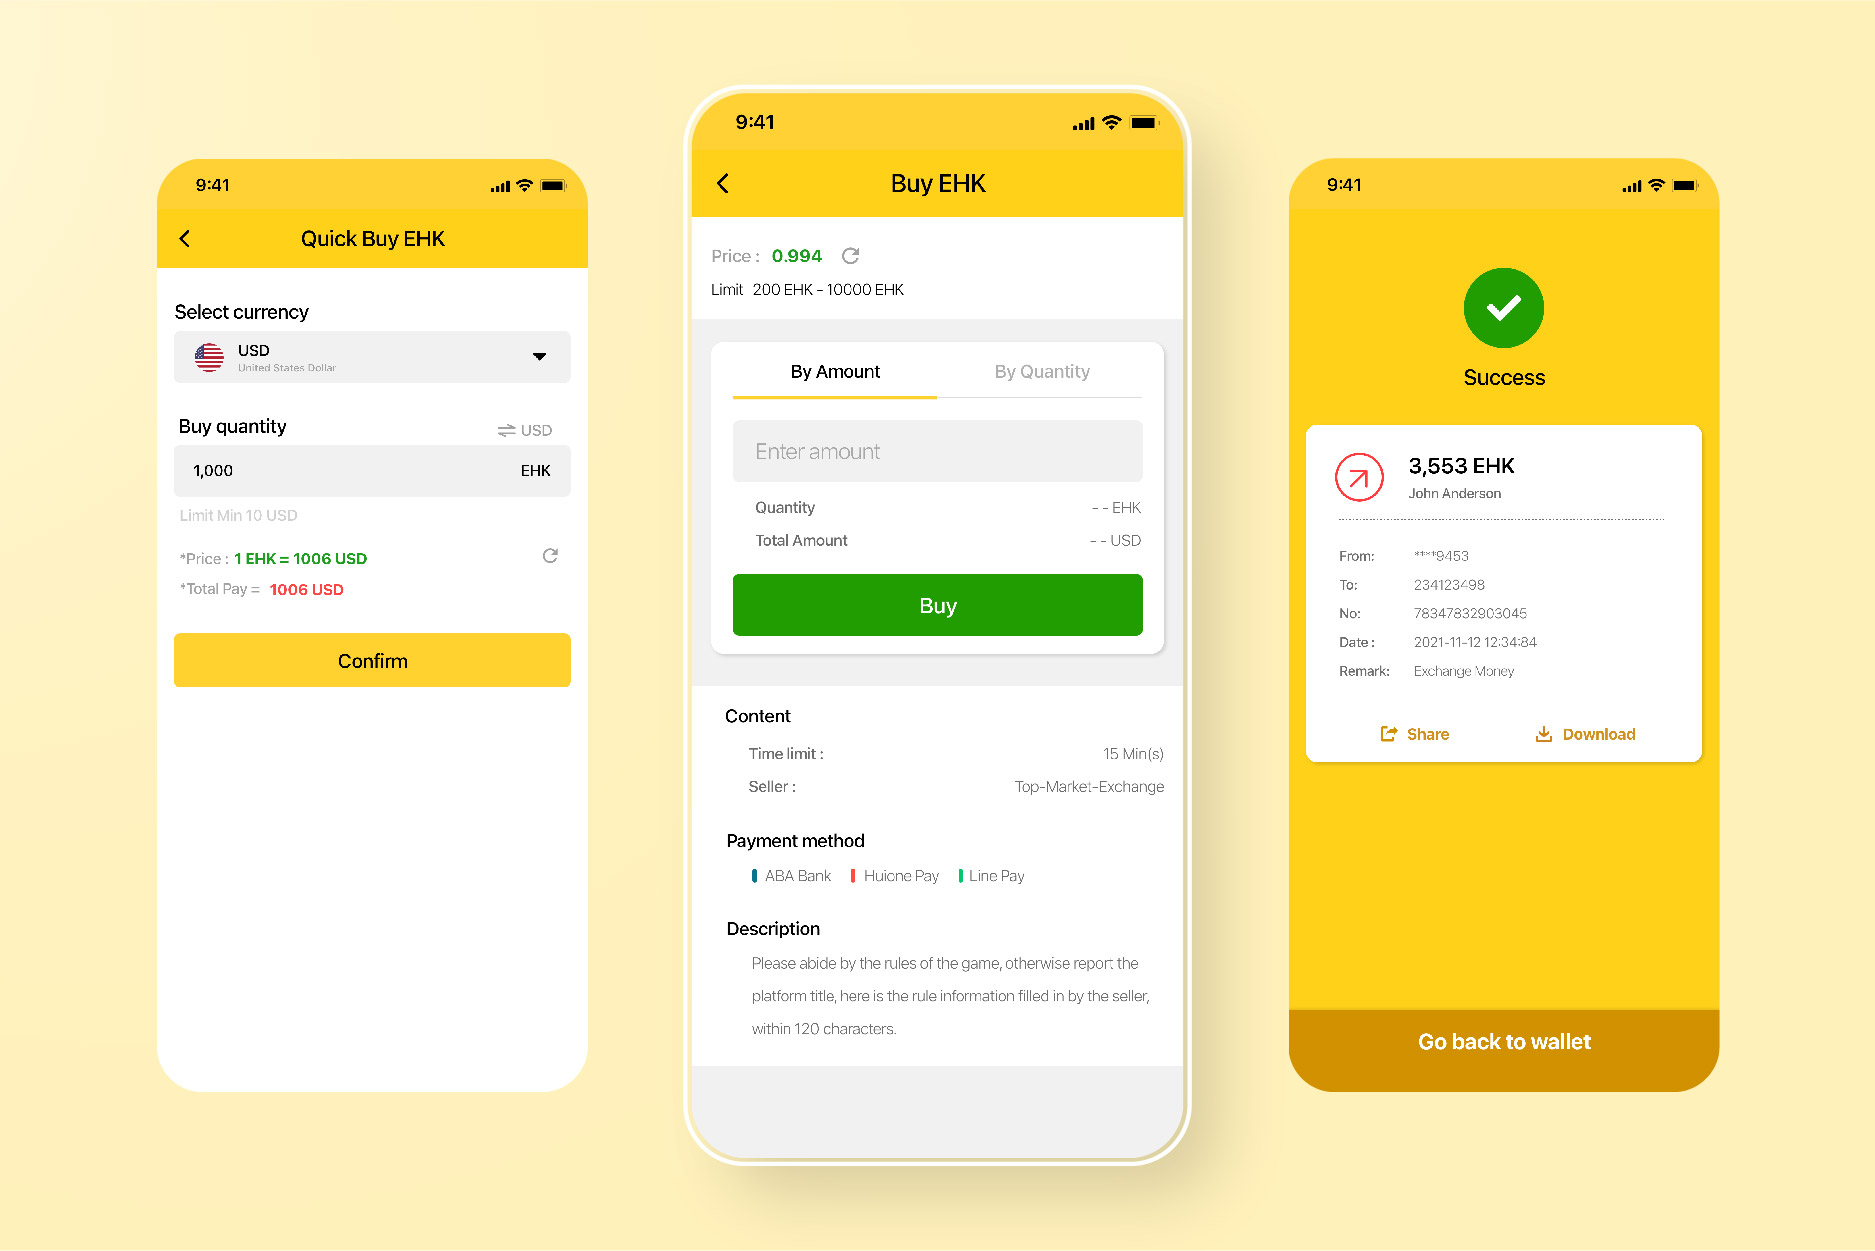 9:41
Quick Buy EHK
Select currency
USD
United States Dollar
Buy quantity
USD
1,000 EHK
Limit Min 10 USD
*Price : 1 EHK = 1006 USD
*Total Pay = 1006 USD
Confirm
9:41
Buy EHK
Price : 0.994
Limit 200 EHK - 10000 EHK
By Amount By Quantity
Enter amount
Quantity - - EHK
Total Amount - - USD
Buy
Content
Time limit : 15 Min(s)
Seller : Top-Market-Exchange
Payment method
ABA Bank Huione Pay Line Pay
Description
Please abide by the rules of the game, otherwise report the
platform title, here is the rule information filled in by the seller,
within 120 characters.
9:41
Success
3,553 EHK
John Anderson
From: ****9453
To: 234123498
No: 78347832903045
Date : 2021-11-12 12:34:84
Remark: Exchange Money
Share Download
Go back to wallet